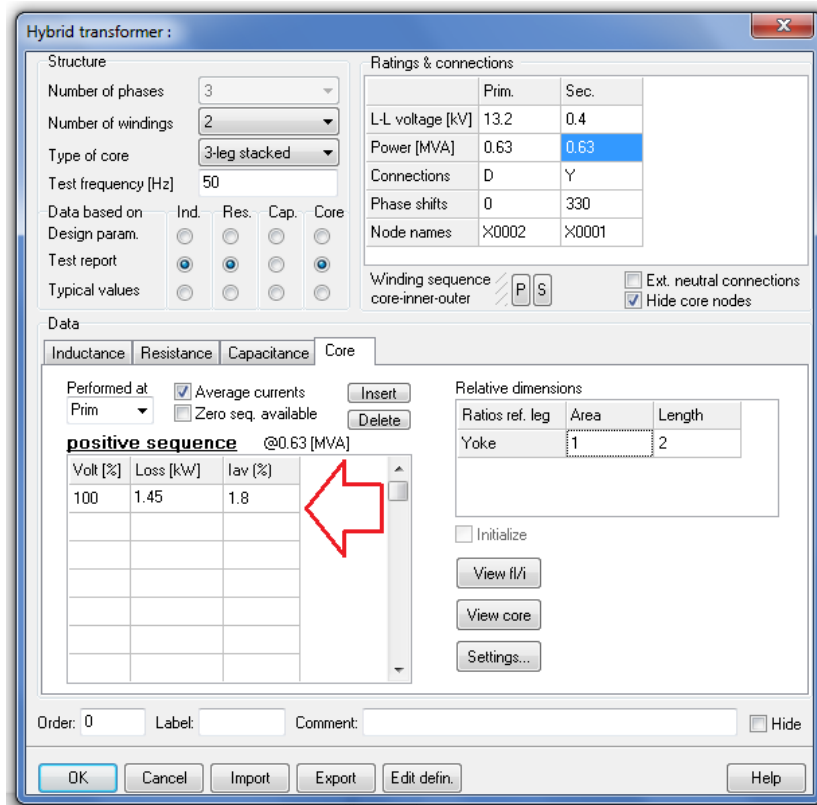 Hybrid transformer :
Structure
Number of phases 3
Number of windings 2
Type of core 3-leg stacked
Test frequency [Hz] 50
Data based on Ind. Res. Cap. Core
Design param.
Test report
Typical values
Ratings & connections
Prim. Sec.
L-L voltage [kV] 13.2 0.4
Power [MVA] 0.63 0.63
Connections D Y
Phase shifts 0 330
Node names X0002 X0001
Winding sequence
core-inner-outer P S
Ext. neutral connections
Hide core nodes
Data
Inductance Resistance Capacitance Core
Performed at
Prim
Average currents
Zero seq. available
Insert
Delete
positive sequence @0.63 [MVA]
Volt [%] Loss [kW] Iav (%)
100 1.45 1.8
Relative dimensions
Ratios ref. leg Area Length
Yoke 1 2
Initialize
View fl/i
View core
Settings...
Order: 0 Label: Comment: Hide
OK Cancel Import Export Edit defin. Help